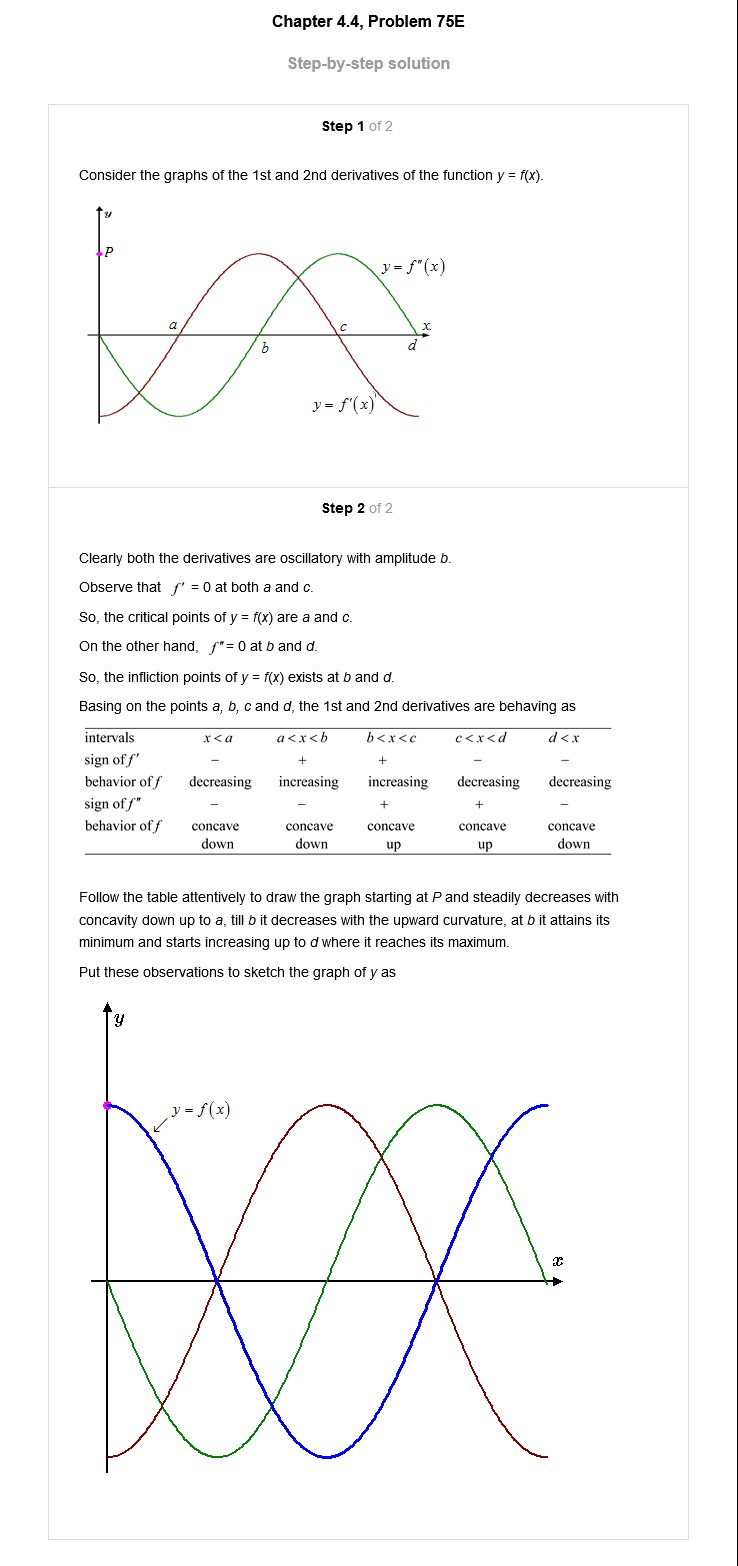 Chapter 4.4, Problem 75E
Step-by-step solution
Step 1 of 2
Consider the graphs of the 1st and 2nd derivatives of the function y = f(x).
y
P
y = f″(x)
a
c
x
b
d
y = f′(x)
Step 2 of 2
Clearly both the derivatives are oscillatory with amplitude b.
Observe that f′ = 0 at both a and c.
So, the critical points of y = f(x) are a and c.
On the other hand, f″= 0 at b and d.
So, the infliction points of y = f(x) exists at b and d.
Basing on the points a, b, c and d, the 1st and 2nd derivatives are behaving as
intervals x < a a < x < b b < x < c c < x < d d < x
sign of f′ − + + − −
behavior of f decreasing increasing increasing decreasing decreasing
sign of f″ − − + + −
behavior of f concave concave concave concave concave
down down up up down
Follow the table attentively to draw the graph starting at P and steadily decreases with
concavity down up to a, till b it decreases with the upward curvature, at b it attains its
minimum and starts increasing up to d where it reaches its maximum.
Put these observations to sketch the graph of y as
y
y = f(x)
x